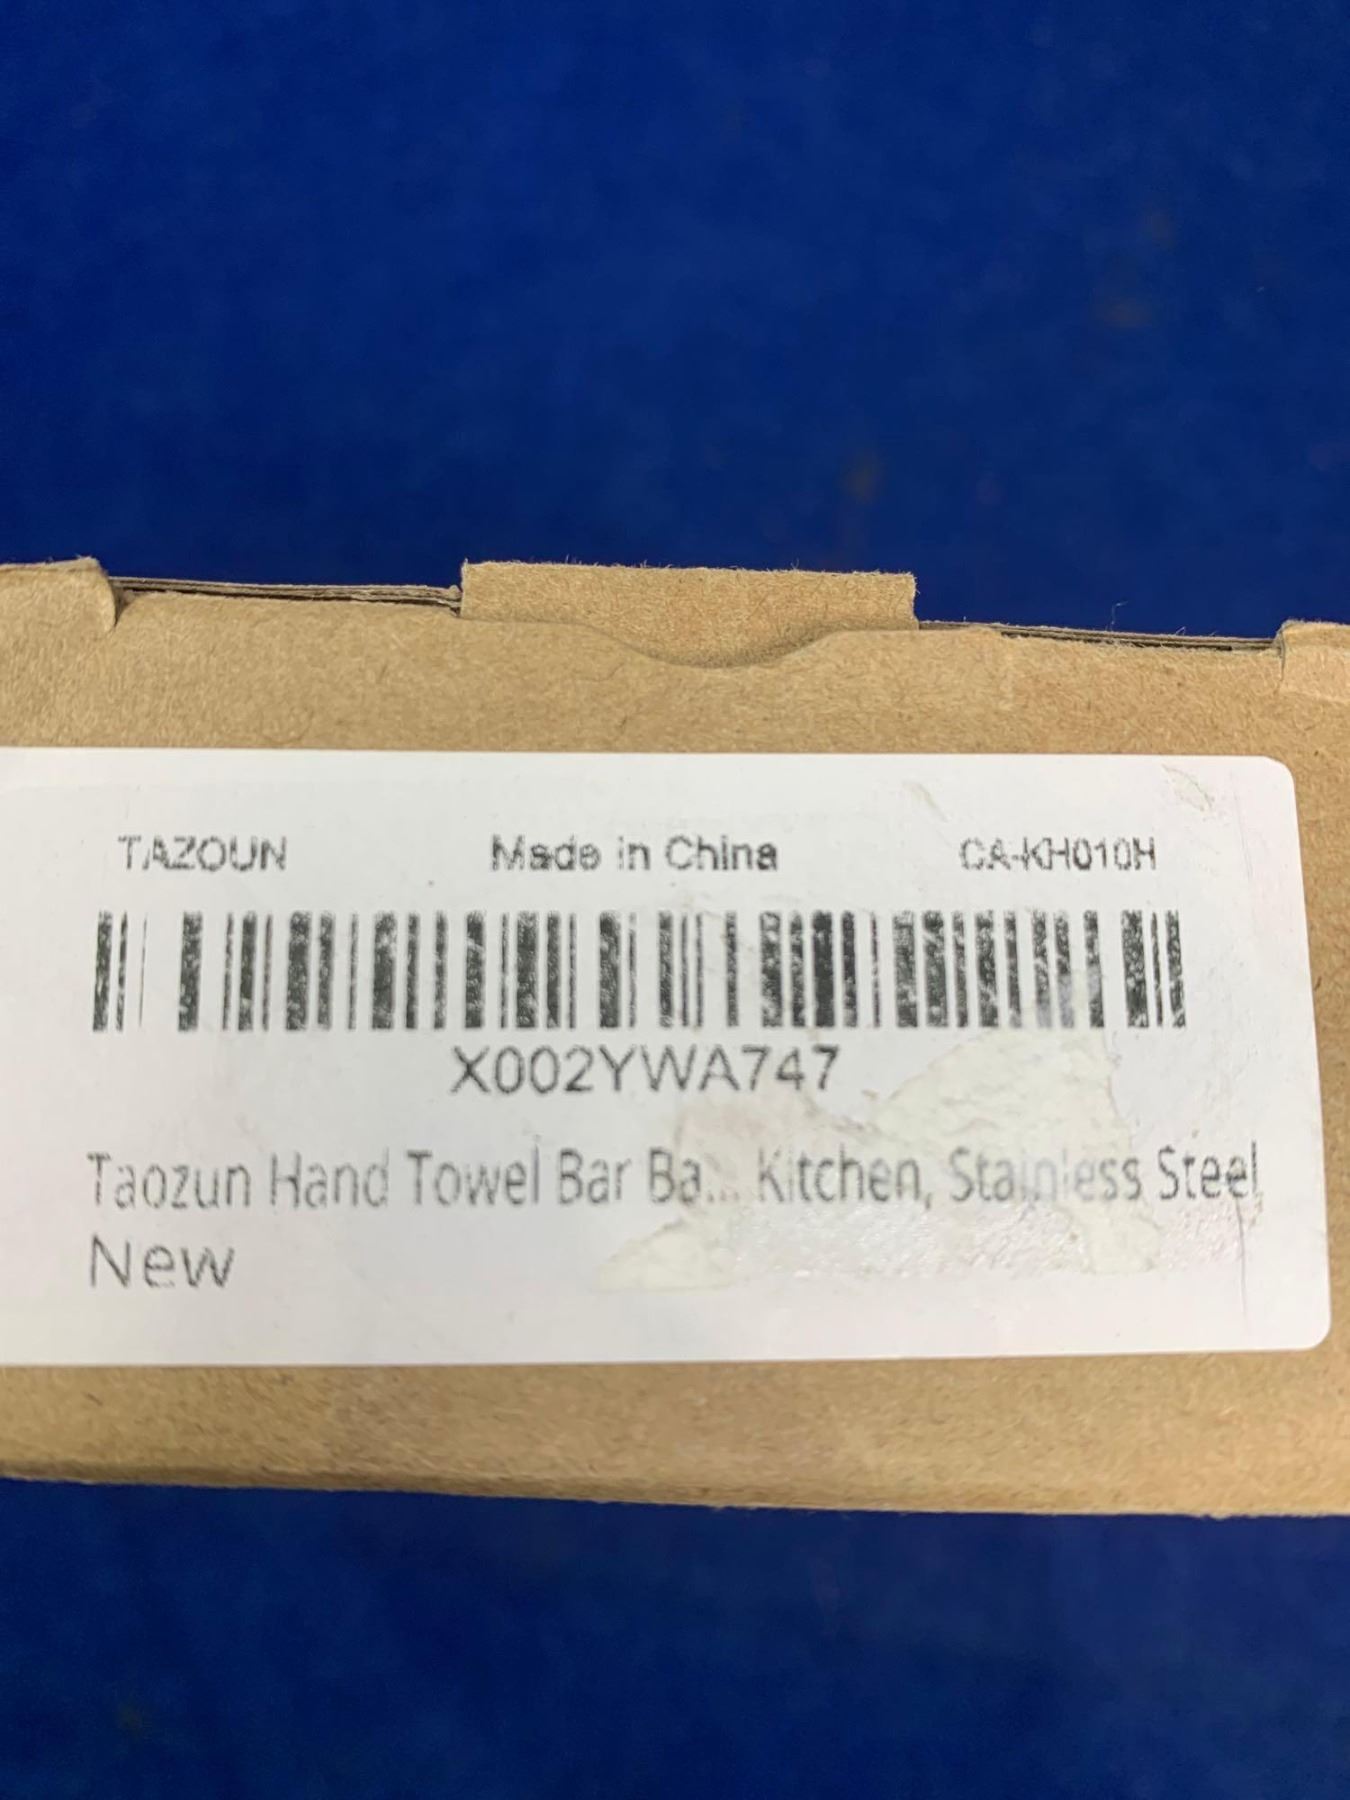 TAZOUN Made in China CA-KH010H
X002YWA747
Taozun Hand Towel Bar Ba... Kitchen, Stainless Steel
New